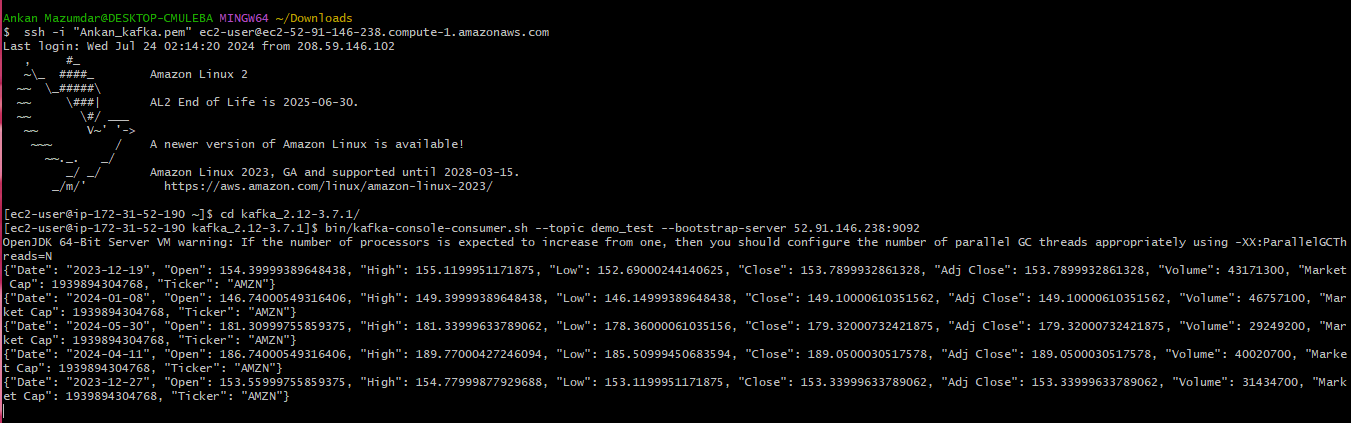 Ankan Mazumdar@DESKTOP-CMULEBA MINGW64 ~/Downloads
$  ssh -i "Ankan_kafka.pem" ec2-user@ec2-52-91-146-238.compute-1.amazonaws.com
Last login: Wed Jul 24 02:14:20 2024 from 208.59.146.102
   ,     #_
   ~\_  ####_        Amazon Linux 2
  ~~  \_#####\
  ~~     \###|       AL2 End of Life is 2025-06-30.
  ~~       \#/ ___
   ~~       V~' '->
    ~~~         /    A newer version of Amazon Linux is available!
      ~~._.   _/
         _/ _/       Amazon Linux 2023, GA and supported until 2028-03-15.
       _/m/'           https://aws.amazon.com/linux/amazon-linux-2023/
[ec2-user@ip-172-31-52-190 ~]$ cd kafka_2.12-3.7.1/
[ec2-user@ip-172-31-52-190 kafka_2.12-3.7.1]$ bin/kafka-console-consumer.sh --topic demo_test --bootstrap-server 52.91.146.238:9092
OpenJDK 64-Bit Server VM warning: If the number of processors is expected to increase from one, then you should configure the number of parallel GC threads appropriately using -XX:ParallelGCTh
reads=N
{"Date": "2023-12-19", "Open": 154.39999389648438, "High": 155.1199951171875, "Low": 152.69000244140625, "Close": 153.7899932861328, "Adj Close": 153.7899932861328, "Volume": 43171300, "Market
 Cap": 1939894304768, "Ticker": "AMZN"}
{"Date": "2024-01-08", "Open": 146.74000549316406, "High": 149.39999389648438, "Low": 146.14999389648438, "Close": 149.10000610351562, "Adj Close": 149.10000610351562, "Volume": 46757100, "Mar
ket Cap": 1939894304768, "Ticker": "AMZN"}
{"Date": "2024-05-30", "Open": 181.3099975585937​5, "High": 181.33999633789062, "Low": 178.36000061035156, "Close": 179.32000732421875, "Adj Close": 179.32000732421875, "Volume": 29249200, "Mar
ket Cap": 1939894304768, "Ticker": "AMZN"}
{"Date": "2024-04-11", "Open": 186.74000549316406, "High": 189.77000427246094, "Low": 185.50999450683594, "Close": 189.0500030517578, "Adj Close": 189.0500030517578, "Volume": 40020700, "Marke
t Cap": 1939894304768, "Ticker": "AMZN"}
{"Date": "2023-12-27", "Open": 153.55999755859375, "High": 154.77999877929688, "Low": 153.1199951171875, "Close": 153.33999633789062, "Adj Close": 153.33999633789062, "Volume": 31434700, "Mark
et Cap": 1939894304768, "Ticker": "AMZN"}